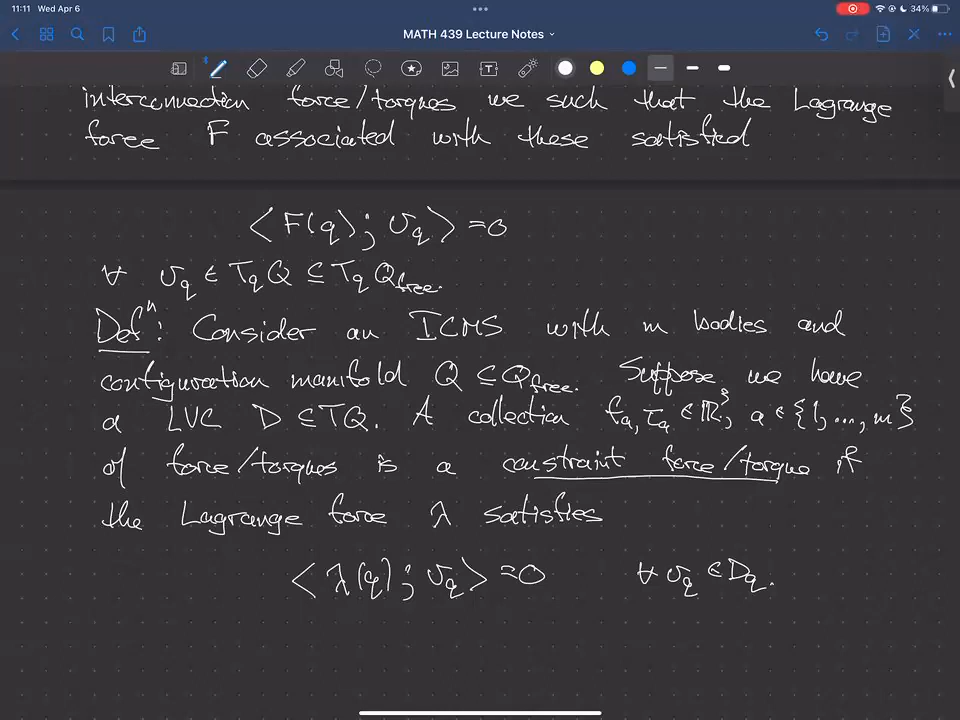 11:11 Wed Apr 6
34%
MATH 439 Lecture Notes
interconnection force/torques we such that the Lagrange
force F associated with these satisfied
⟨F(q); v_q⟩ = 0
∀ v_q ∈ T_q Q ⊆ T_q Q_free.
Defⁿ: Consider an ICMS with m bodies and
configuration manifold Q ⊆ Q_free. Suppose we have
a LVC D ⊆ TQ. A collection f_a, τ_a ∈ ℝ³, a ∈ {1, ..., m}
of force/torques is a constraint force/torque if
the Lagrange force λ satisfies
⟨λ(q); v_q⟩ = 0 ∀ v_q ∈ D_q.